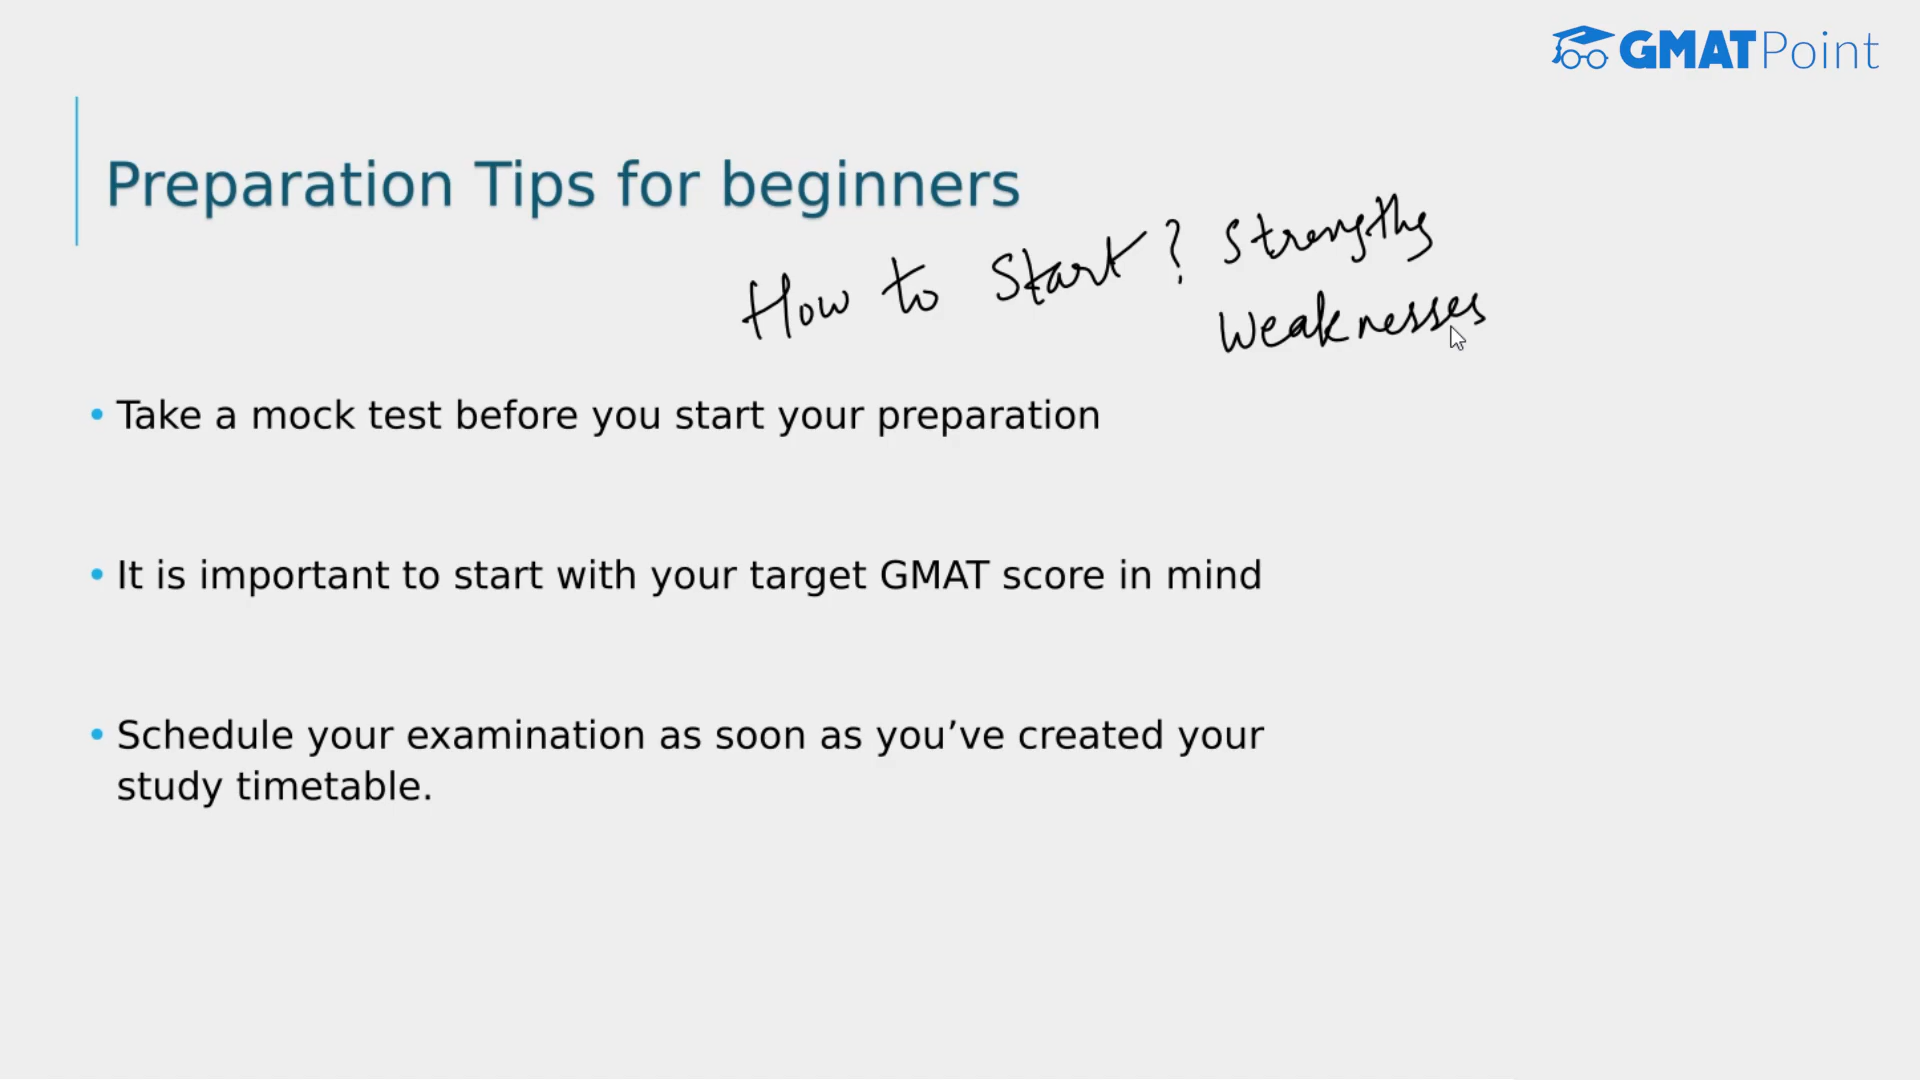 GMATPoint
Preparation Tips for beginners
How to Start? Strengths
Weaknesses
• Take a mock test before you start your preparation
• It is important to start with your target GMAT score in mind
• Schedule your examination as soon as you’ve created your
study timetable.